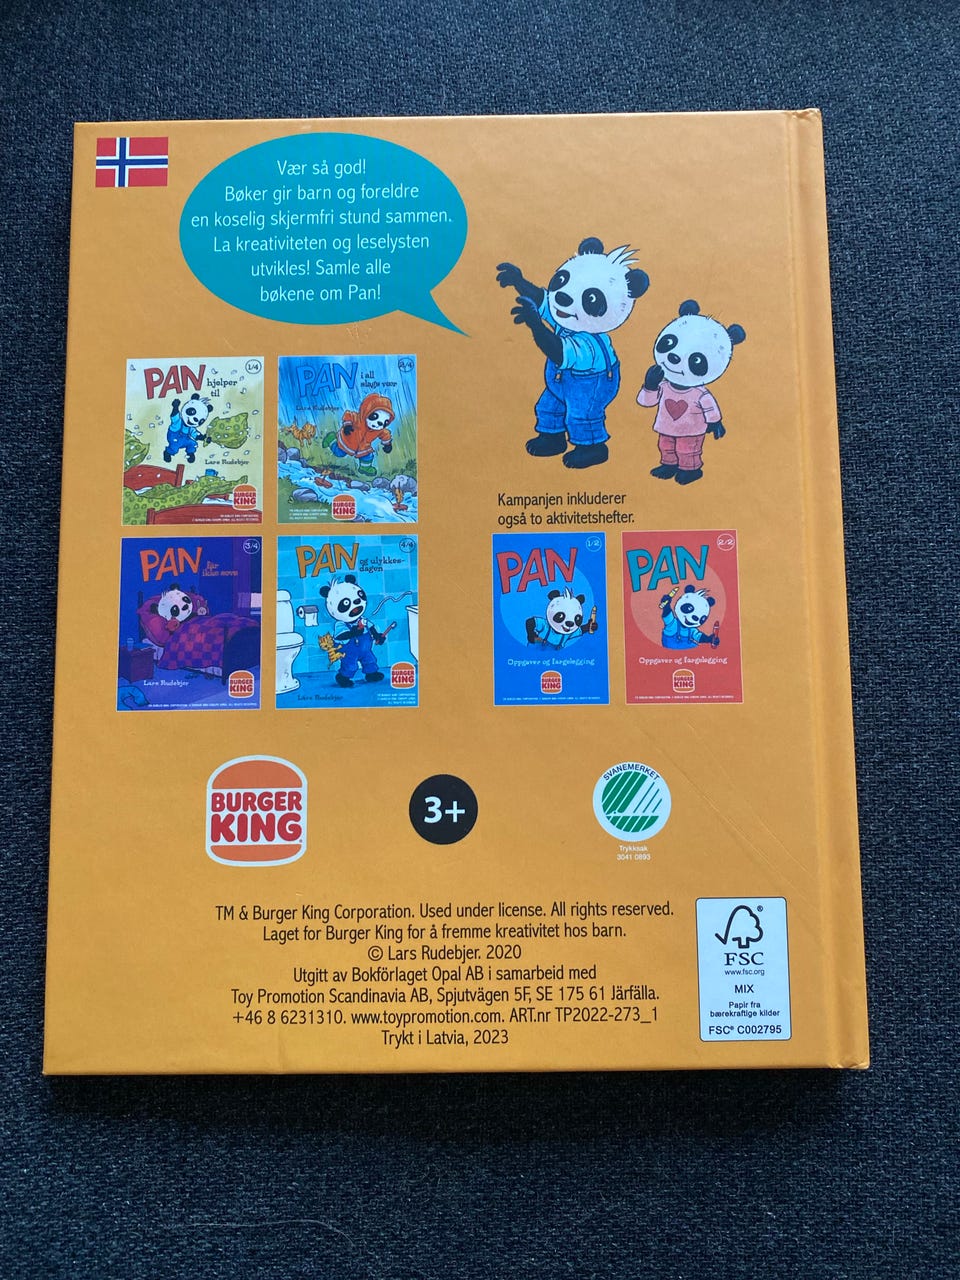 Vær så god!
Bøker gir barn og foreldre
en koselig skjermfri stund sammen.
La kreativiteten og leselysten
utvikles! Samle alle
bøkene om Pan!
1/4
PAN hjelper
til
Lars Rudebjer
BURGER
KING
2/4
PAN i all
slags vær
Lars Rudebjer
BURGER
KING
3/4
PAN får
ikke sove
Lars Rudebjer
BURGER
KING
4/4
PAN og ulykkes-
dagen
Lars Rudebjer
BURGER
KING
Kampanjen inkluderer
også to aktivitetshefter.
1/2
PAN
Oppgaver og fargelegging
BURGER
KING
2/2
PAN
Oppgaver og fargelegging
BURGER
KING
BURGER
KING
3+
SVANEMERKET
Trykksak
3041 0893
TM & Burger King Corporation. Used under license. All rights reserved.
Laget for Burger King for å fremme kreativitet hos barn.
© Lars Rudebjer. 2020
Utgitt av Bokförlaget Opal AB i samarbeid med
Toy Promotion Scandinavia AB, Spjutvägen 5F, SE 175 61 Järfälla.
+46 8 6231310. www.toypromotion.com. ART.nr TP2022-273_1
Trykt i Latvia, 2023
FSC
www.fsc.org
MIX
Papir fra
bærekraftige kilder
FSC® C002795